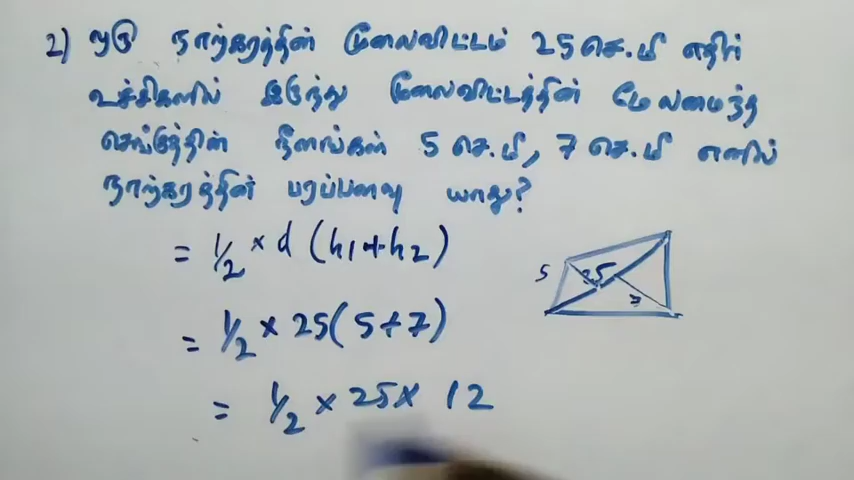 2) ஒரு நாற்கரத்தின் மூலைவிட்டம் 25 செ.மீ எதிர்
உச்சிகளில் இருந்து மூலைவிட்டத்தின் மேலமைந்த
செங்குத்தின் நீளங்கள் 5 செ.மீ, 7 செ.மீ எனில்
நாற்கரத்தின் பரப்பளவு யாது?
= 1/2 × d (h1+h2)
5 25 7
= 1/2 × 25(5+7)
= 1/2 × 25× 12